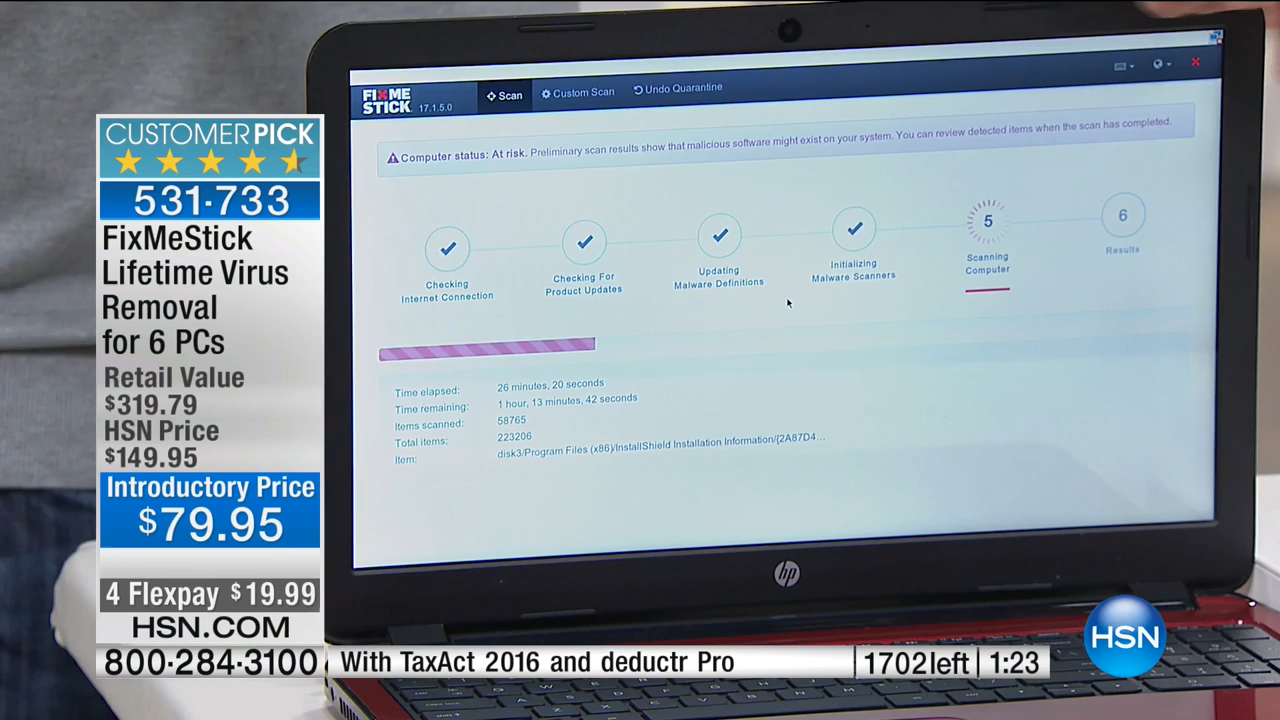 CUSTOMER PICK
531·733
FixMeStick
Lifetime Virus
Removal
for 6 PCs
Retail Value
$319.79
HSN Price
$149.95
Introductory Price
$79.95
4 Flexpay $19.99
HSN.COM
800·284·3100
With TaxAct 2016 and deductr Pro
1702left
1:23
HSN
FIXME
STICK
17.1.5.0
Scan
Custom Scan
Undo Quarantine
Computer status: At risk. Preliminary scan results show that malicious software might exist on your system. You can review detected items when the scan has completed.
Checking
Internet Connection
Checking For
Product Updates
Updating
Malware Definitions
Initializing
Malware Scanners
5
Scanning
Computer
6
Results
Time elapsed: 26 minutes, 20 seconds
Time remaining: 1 hour, 13 minutes, 42 seconds
Items scanned: 58765
Total items: 223206
Item: disk3/Program Files (x86)/InstallShield Installation Information/{2A87D4...
hp